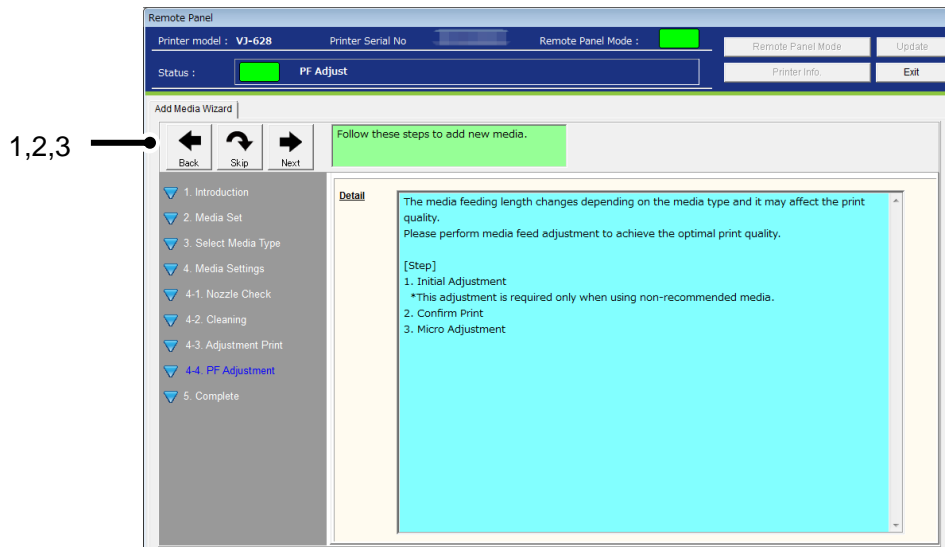 Remote Panel
Printer model : VJ-628 Printer Serial No Remote Panel Mode : Remote Panel Mode Update
Status : PF Adjust Printer Info. Exit
Add Media Wizard
1,2,3
Back Skip Next
Follow these steps to add new media.
1. Introduction
2. Media Set
3. Select Media Type
4. Media Settings
4-1. Nozzle Check
4-2. Cleaning
4-3. Adjustment Print
4-4. PF Adjustment
5. Complete
Detail
The media feeding length changes depending on the media type and it may affect the print
quality.
Please perform media feed adjustment to achieve the optimal print quality.
[Step]
1. Initial Adjustment
*This adjustment is required only when using non-recommended media.
2. Confirm Print
3. Micro Adjustment